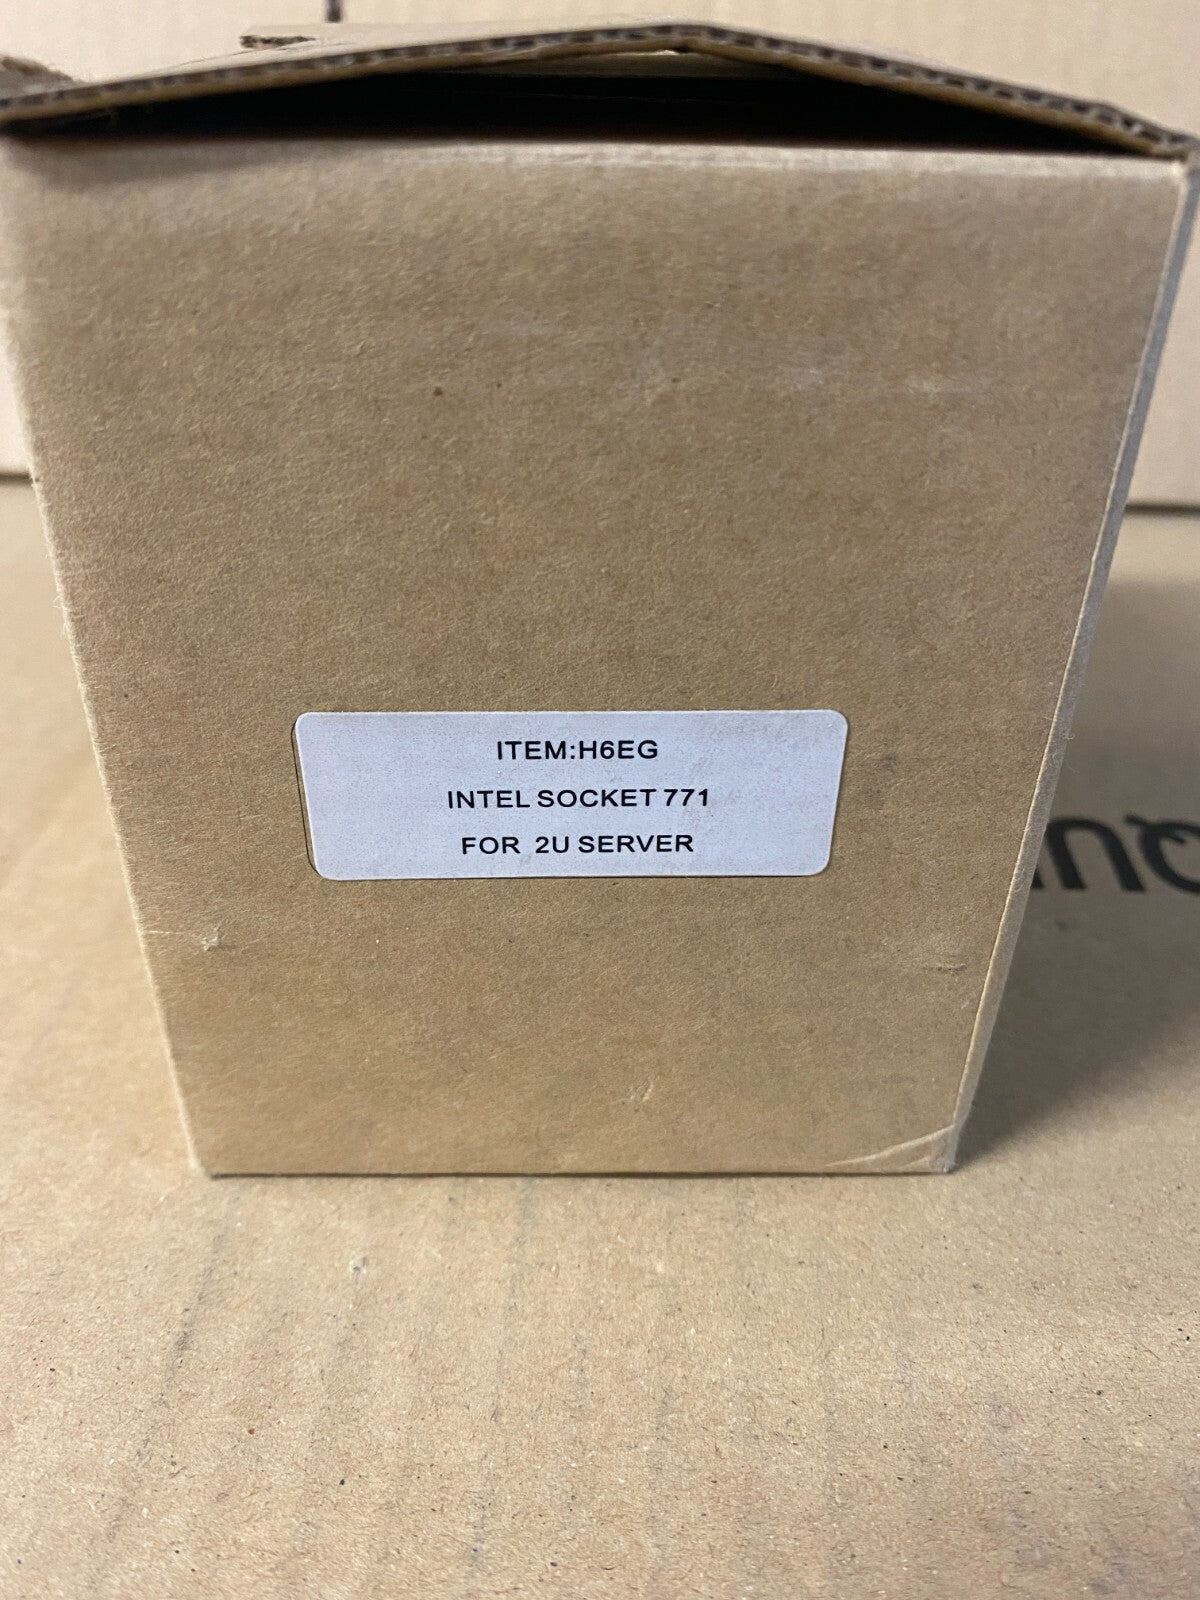 ITEM:H6EG
INTEL SOCKET 771
FOR 2U SERVER